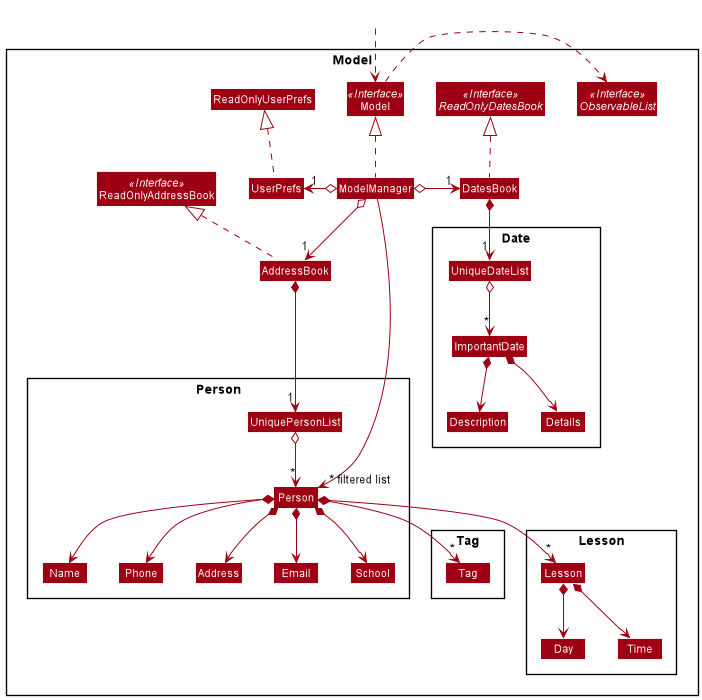 Model
ReadOnlyUserPrefs
«Interface»
Model
«Interface»
ReadOnlyDatesBook
«Interface»
ObservableList
«Interface»
ReadOnlyAddressBook
UserPrefs
1
ModelManager
1
DatesBook
1
AddressBook
Date
1
UniqueDateList
*
ImportantDate
Description
Details
Person
1
UniquePersonList
*
* filtered list
Person
Name
Phone
Address
Email
School
Tag
*
Tag
Lesson
*
Lesson
Day
Time